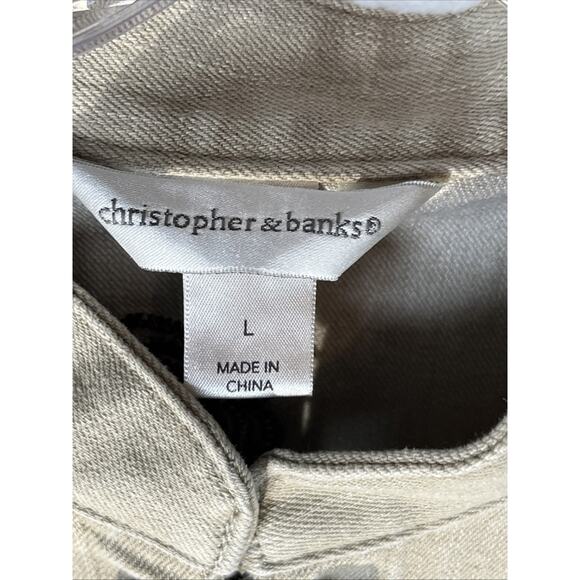 christopher & banks®
L
MADE IN
CHINA